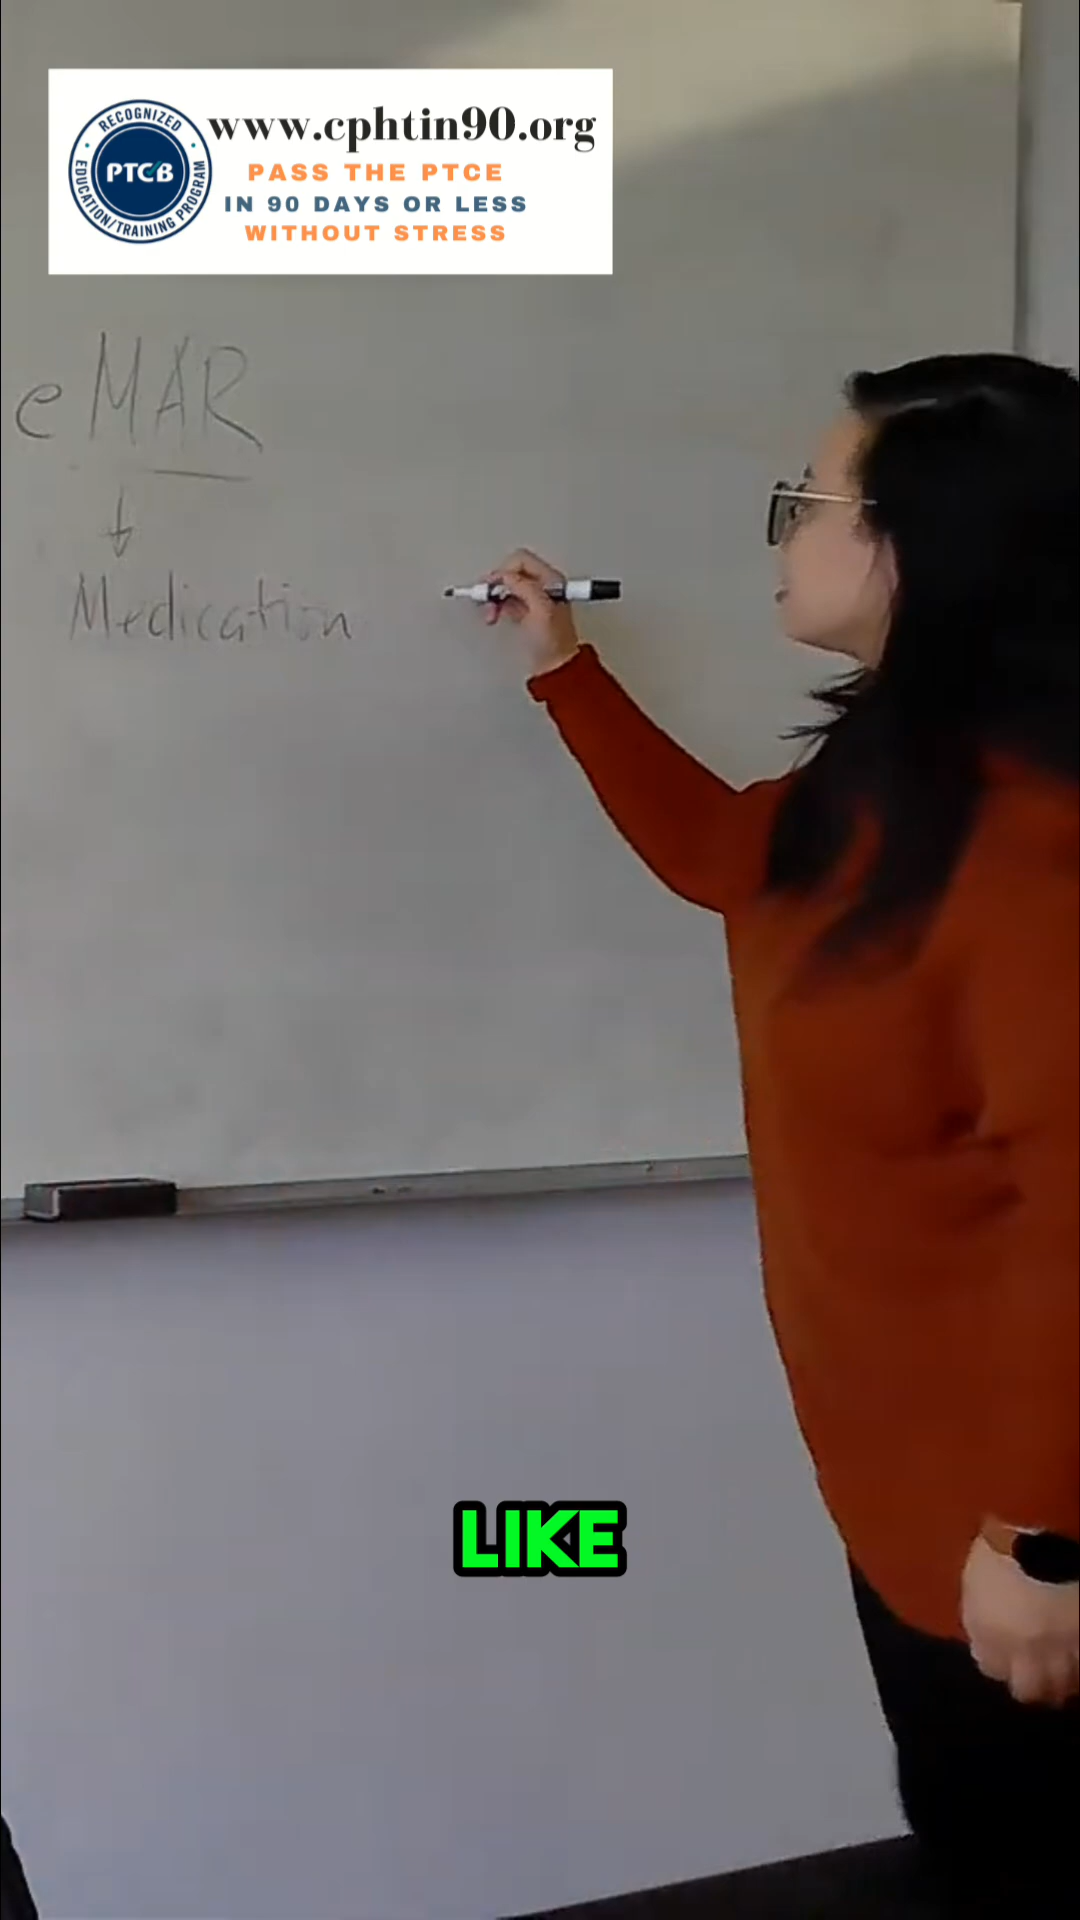 RECOGNIZED
PTCB
EDUCATION/TRAINING PROGRAM
www.cphtin90.org
PASS THE PTCE
IN 90 DAYS OR LESS
WITHOUT STRESS
eMAR
Medication
LIKE